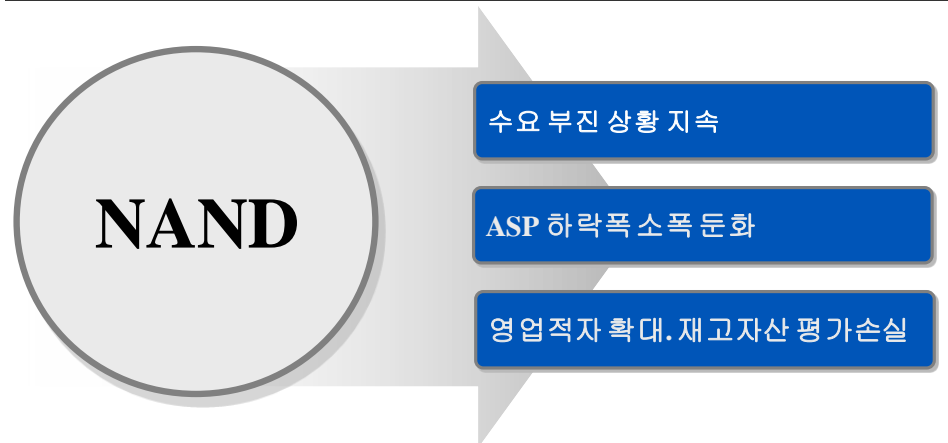 NAND
수요 부진 상황 지속
ASP 하락폭 소폭 둔화
영업적자 확대. 재고자산 평가손실